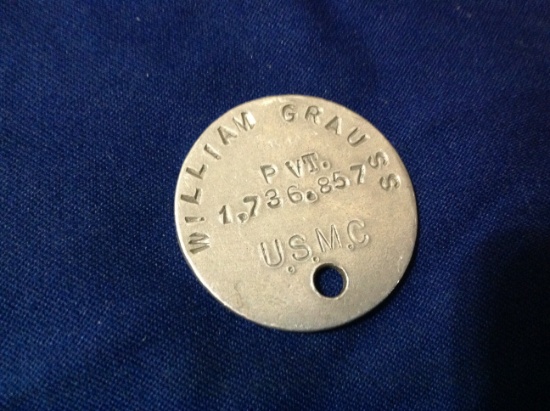 WILLIAM GRAUSS
PVT.
1,736.857
U.S.M.C